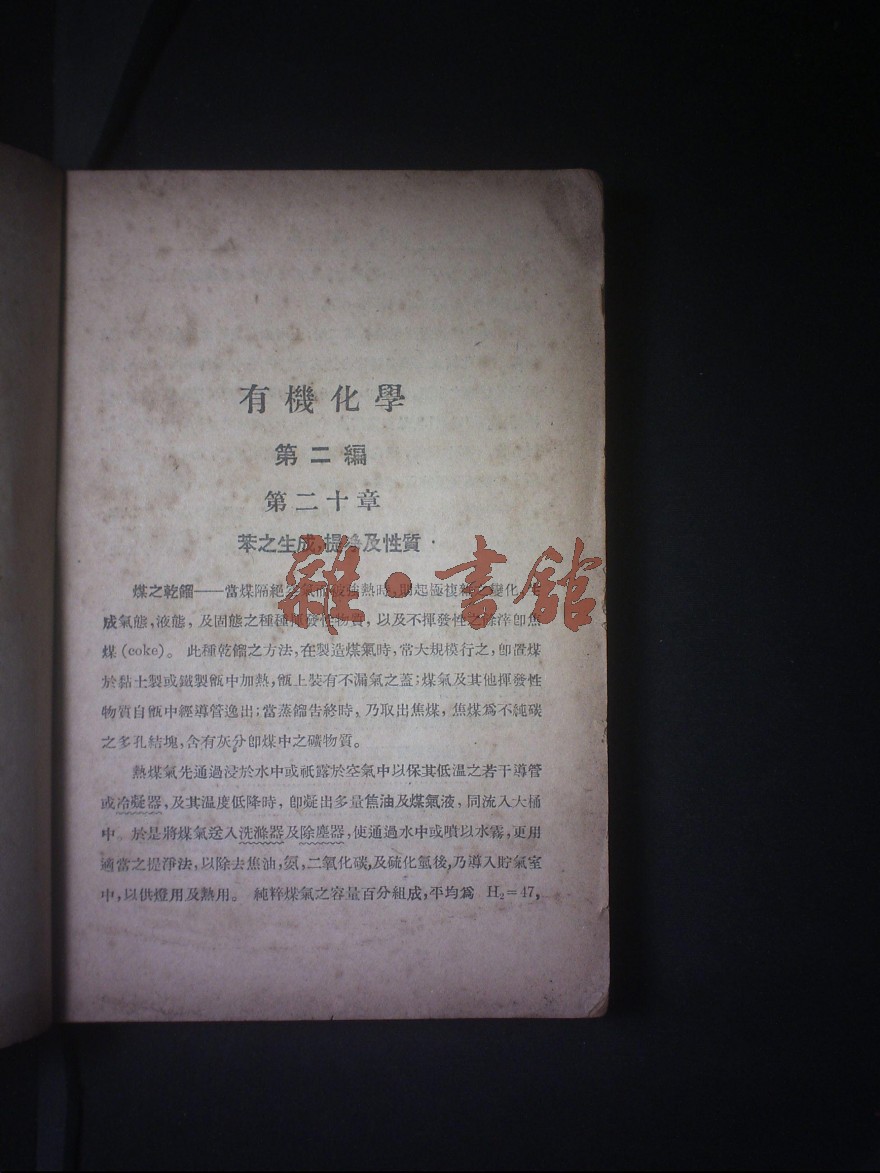 有機化學
第二編
第二十章
苯之生成,提淨及性質
煤之乾餾——當煤隔絕空氣而被強熱時,則起極複雜之變化,生
成氣態,液態,及固態之種種揮發性物質,以及不揮發性之渣滓卽焦
煤(coke)。此種乾餾之方法,在製造煤氣時,常大規模行之,卽置煤
於黏土製或鐵製甑中加熱,甑上裝有不漏氣之蓋;煤氣及其他揮發性
物質自甑中經導管逸出;當蒸餾告終時,乃取出焦煤,焦煤爲不純碳
之多孔結塊,含有灰分卽煤中之礦物質。
熱煤氣先通過浸於水中或祇露於空氣中以保其低温之若干導管
或冷凝器,及其温度低降時,卽凝出多量焦油及煤氣液,同流入大桶
中。於是將煤氣送入洗滌器及除塵器,使通過水中或噴以水霧,更用
適當之提淨法,以除去焦油,氨,二氧化碳,及硫化氫後,乃導入貯氣室
中,以供燈用及熱用。純粹煤氣之容量百分組成,平均爲 H₂=47,
雜·書館